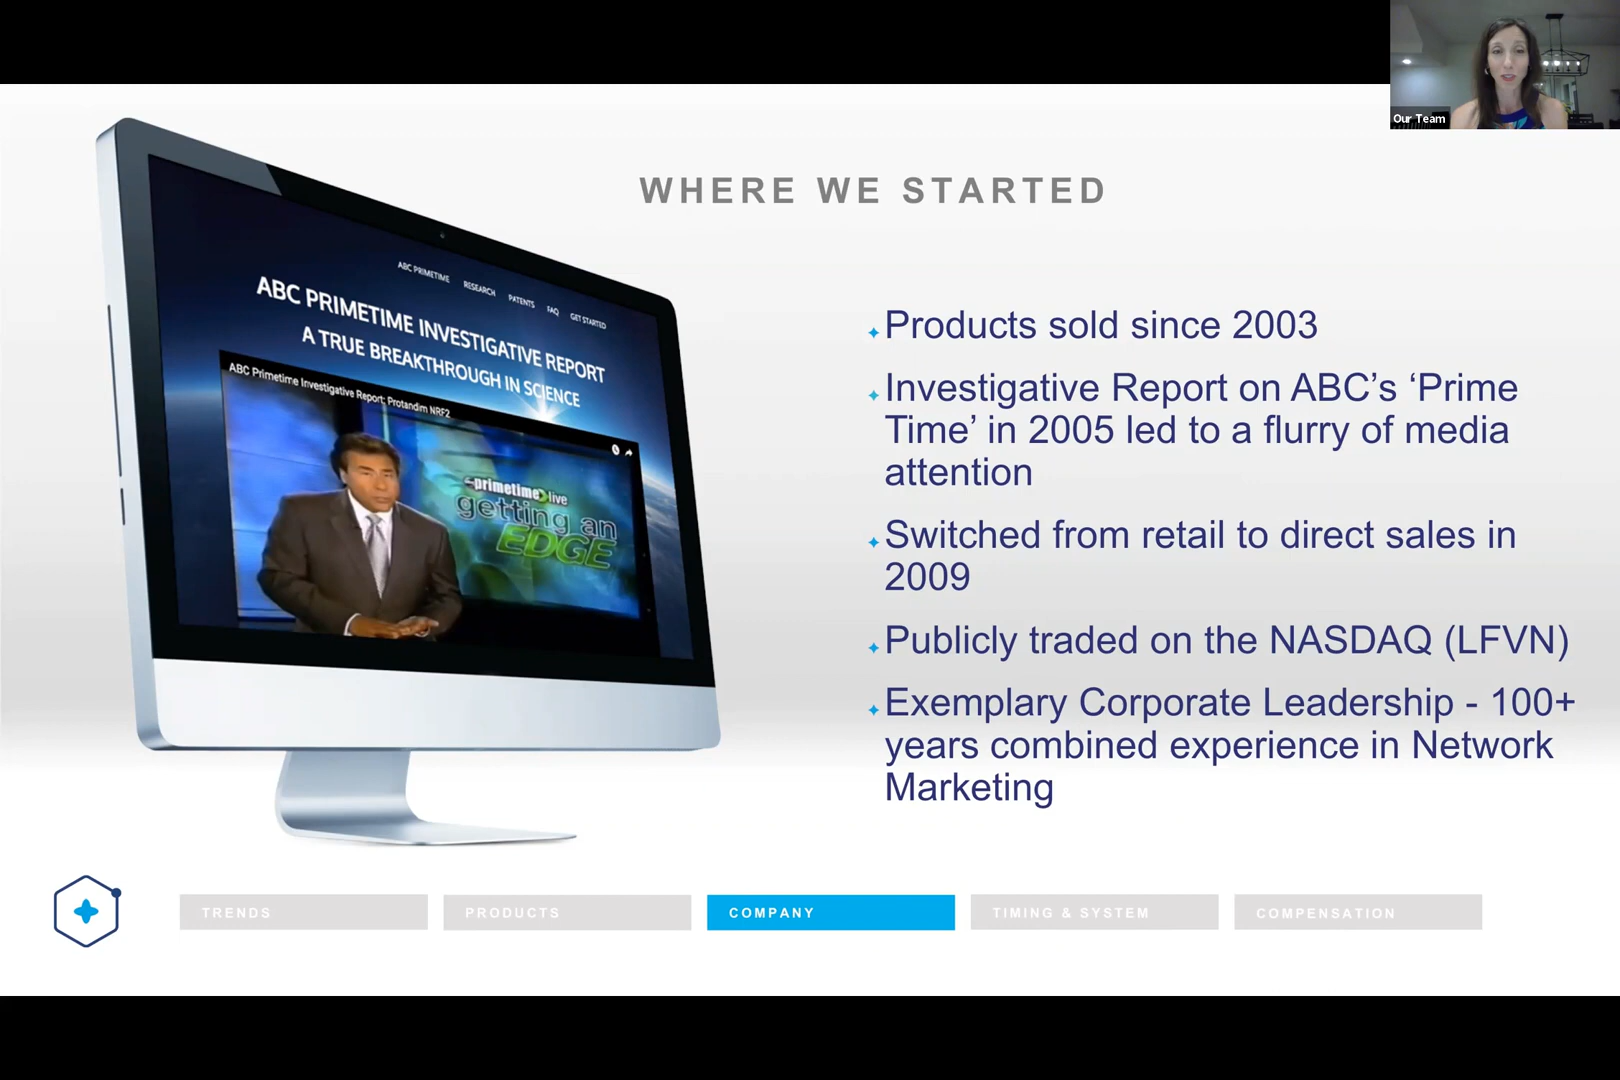 Our Team
WHERE WE STARTED
ABC PRIMETIME
RESEARCH
PATENTS
FAQ
GET STARTED
ABC PRIMETIME INVESTIGATIVE REPORT
A TRUE BREAKTHROUGH IN SCIENCE
ABC Primetime Investigative Report; Protandim NRF2
primetime live
getting an
EDGE
Products sold since 2003
Investigative Report on ABC’s ‘Prime
Time’ in 2005 led to a flurry of media
attention
Switched from retail to direct sales in
2009
Publicly traded on the NASDAQ (LFVN)
Exemplary Corporate Leadership - 100+
years combined experience in Network
Marketing
TRENDS
PRODUCTS
COMPANY
TIMING & SYSTEM
COMPENSATION